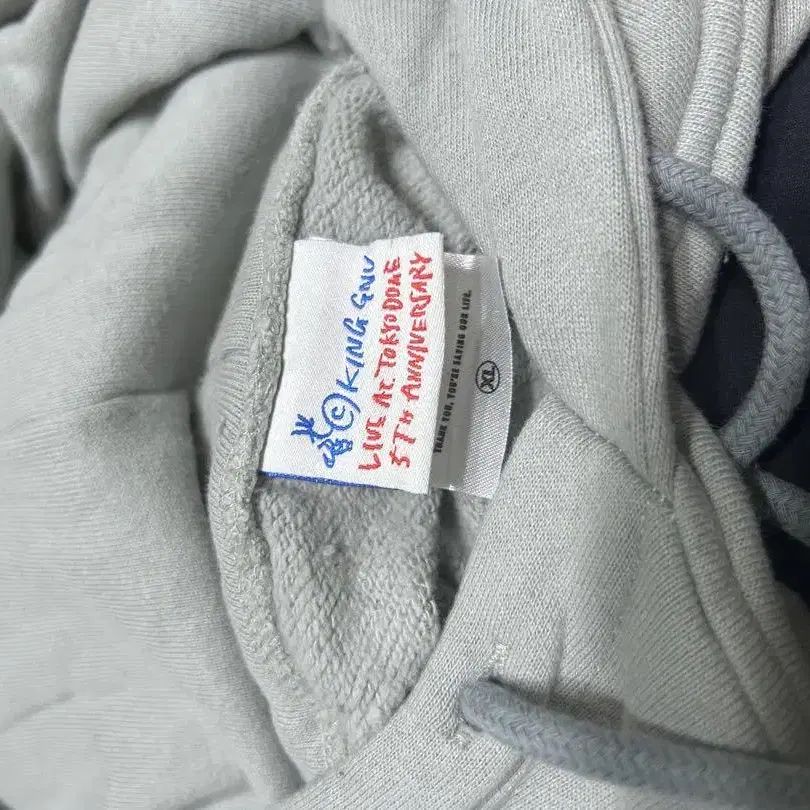 ©KING GNU
LIVE AT TOKYO DOME
5TH ANNIVERSARY
THANK YOU, YOU'RE SAVING OUR LIFE.
XL